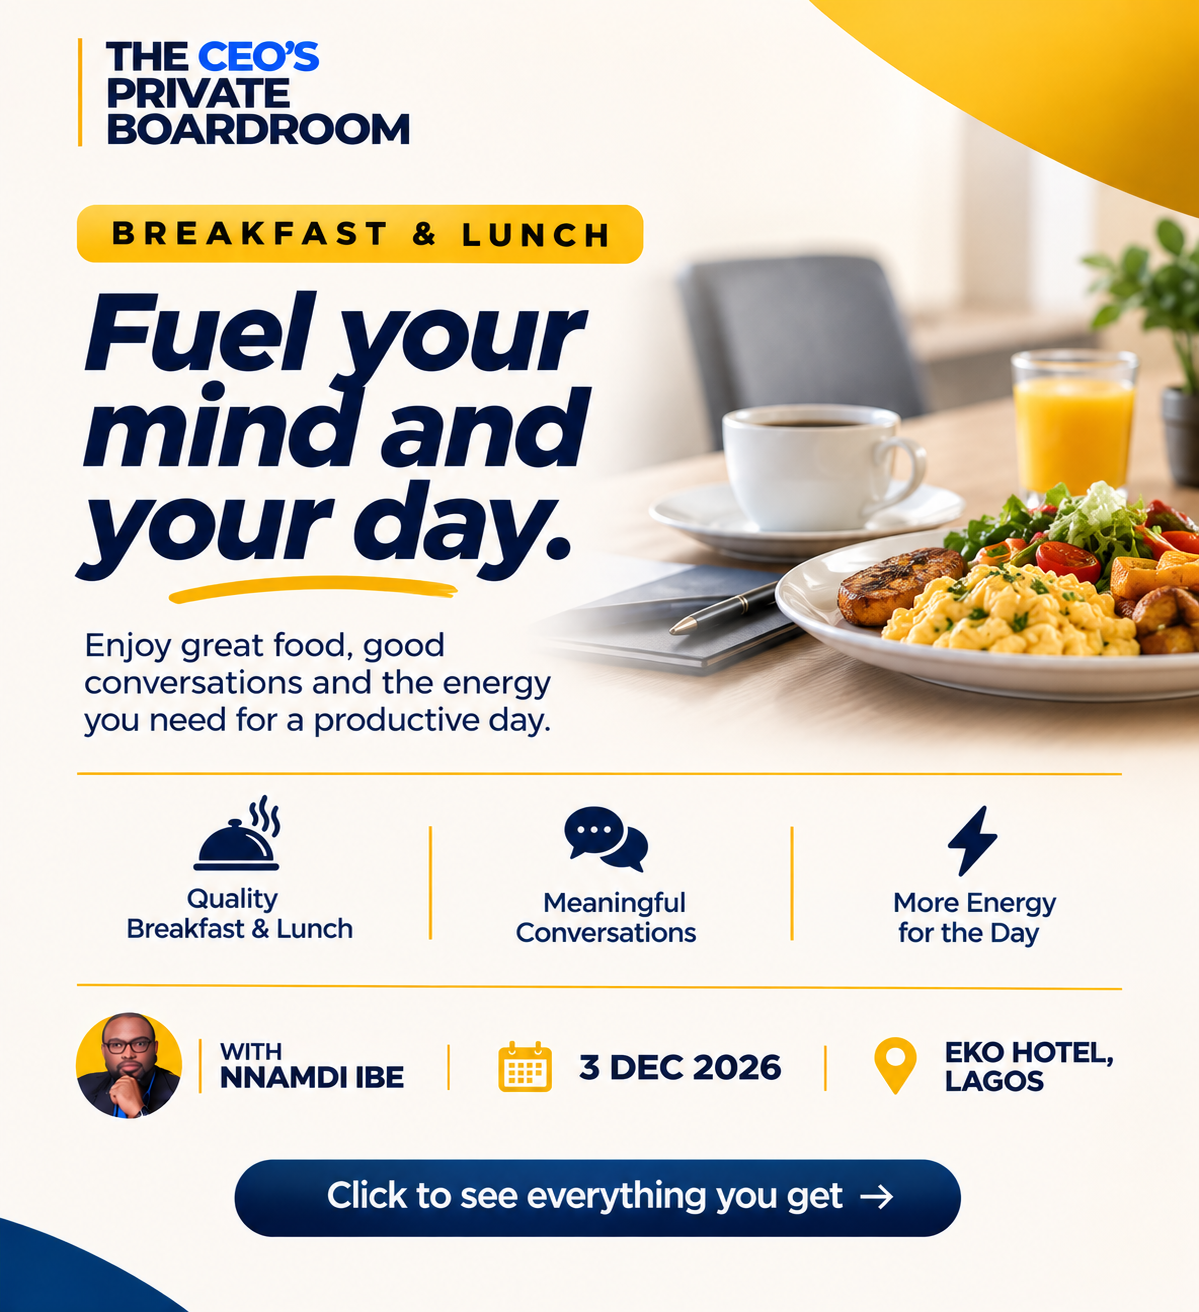 THE CEO’S
PRIVATE
BOARDROOM
BREAKFAST & LUNCH
Fuel your
mind and
your day.
Enjoy great food, good
conversations and the energy
you need for a productive day.
Quality
Breakfast & Lunch
Meaningful
Conversations
More Energy
for the Day
WITH
NNAMDI IBE
3 DEC 2026
EKO HOTEL,
LAGOS
Click to see everything you get →